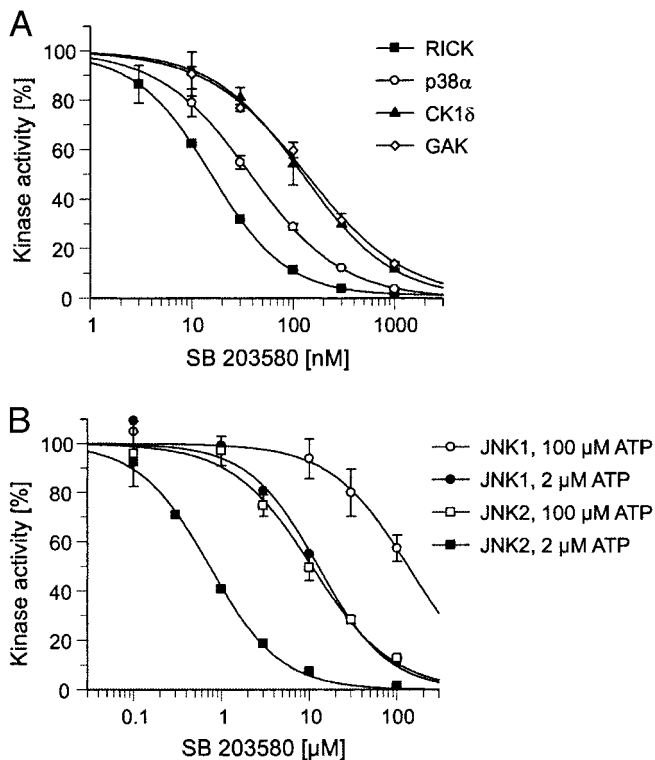 A
Kinase activity [%]
100
80
60
40
20
0
1
10
100
1000
SB 203580 [nM]
RICK
p38α
CK1δ
GAK
B
Kinase activity [%]
100
80
60
40
20
0
0.1
1
10
100
SB 203580 [µM]
JNK1, 100 µM ATP
JNK1, 2 µM ATP
JNK2, 100 µM ATP
JNK2, 2 µM ATP